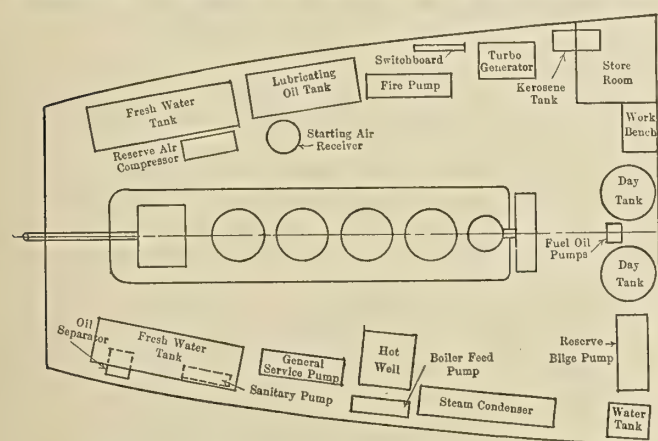 Switchboard
Turbo
Generator
Kerosene
Tank
Store
Room
Lubricating
Oil Tank
Fire Pump
Fresh Water
Tank
Work
Bench
Reserve Air
Compressor
Starting Air
Receiver
Day
Tank
Fuel Oil
Pumps
Day
Tank
Oil
Separator
Fresh Water
Tank
General
Service Pump
Sanitary Pump
Hot
Well
Boiler Feed
Pump
Steam Condenser
Reserve
Bilge Pump
Water
Tank